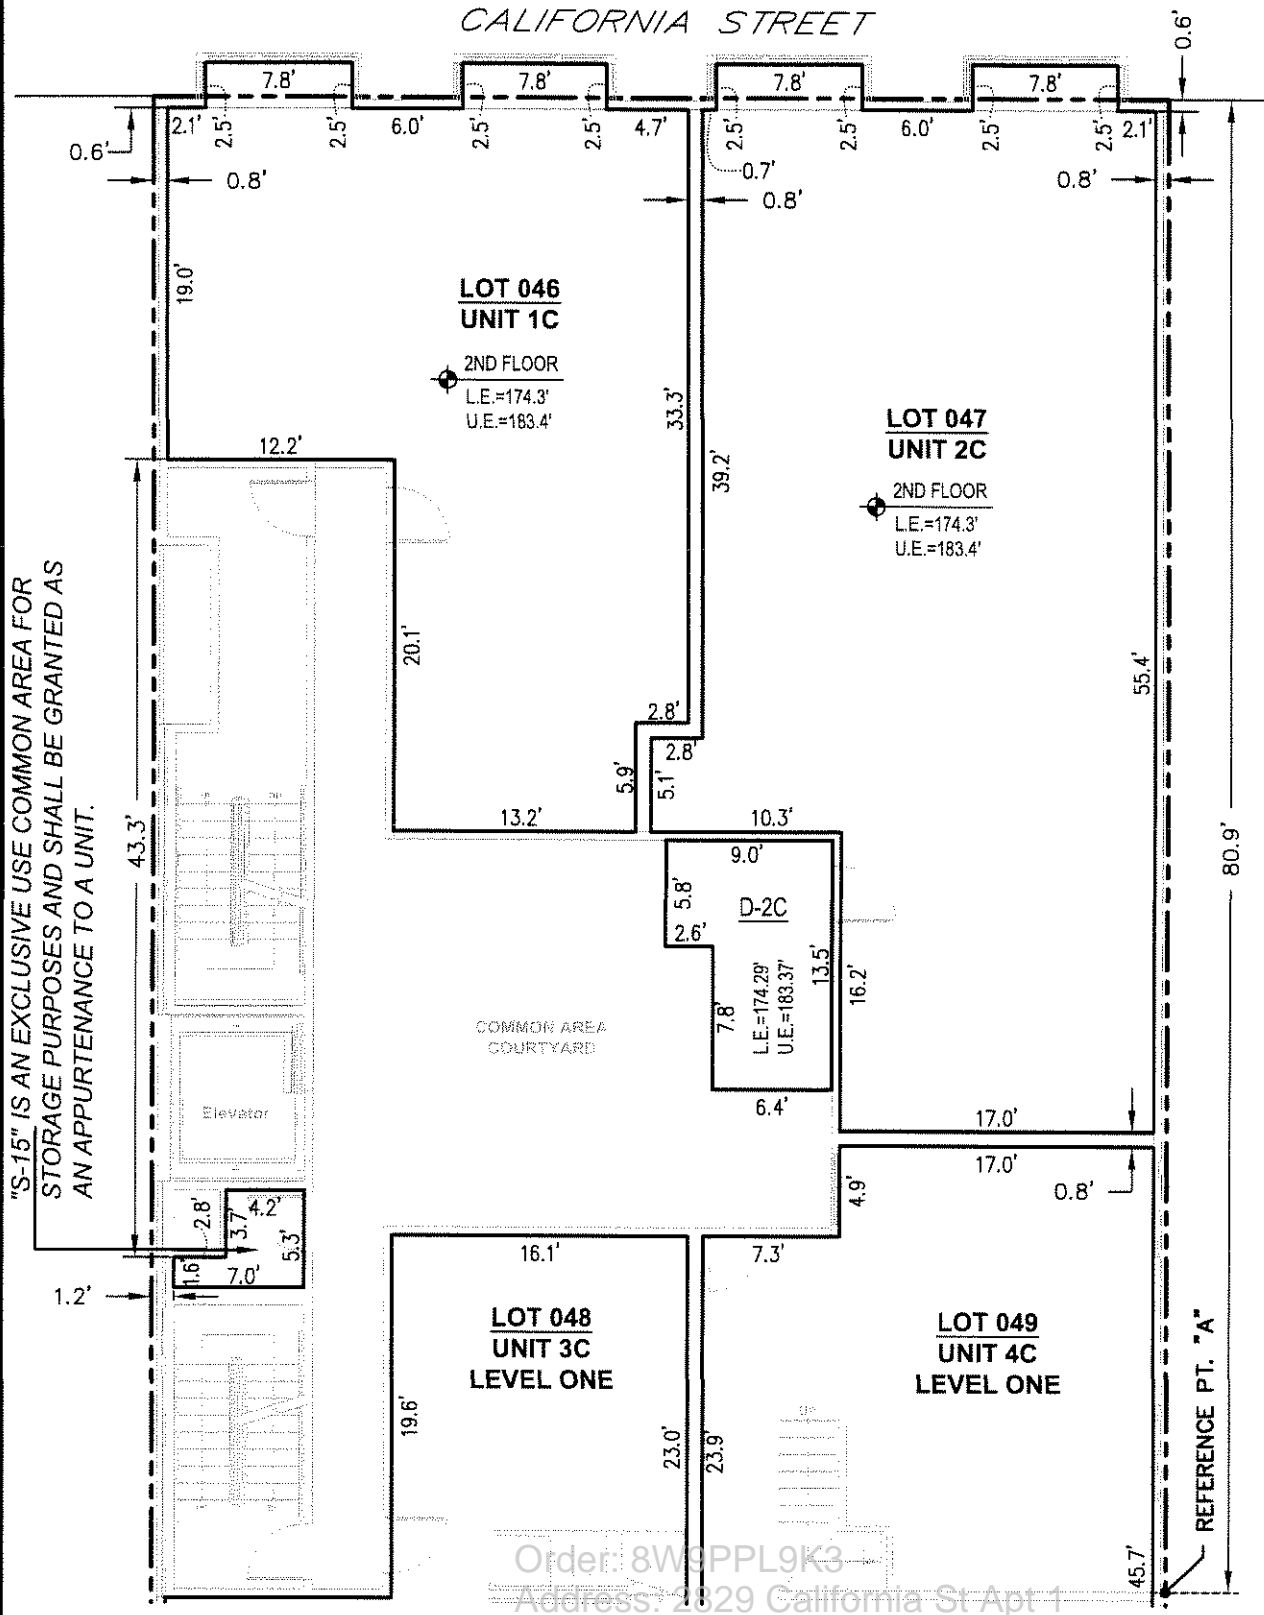 CALIFORNIA STREET
0.6'
7.8'
7.8'
7.8'
7.8'
2.1'
2.5'
2.5'
6.0'
2.5'
2.5'
4.7'
2.5'
2.5'
6.0'
2.5'
2.5'
2.1'
0.6'
0.8'
0.7'
0.8'
0.8'
19.0'
LOT 046
UNIT 1C
2ND FLOOR
L.E.=174.3'
U.E.=183.4'
33.3'
39.2'
LOT 047
UNIT 2C
2ND FLOOR
L.E.=174.3'
U.E.=183.4'
12.2'
20.1'
55.4'
80.9'
43.3'
"S-15" IS AN EXCLUSIVE USE COMMON AREA FOR
STORAGE PURPOSES AND SHALL BE GRANTED AS
AN APPURTENANCE TO A UNIT.
2.8'
2.8'
5.9'
5.1'
13.2'
10.3'
9.0'
5.8'
D-2C
2.6'
13.5'
16.2'
7.8'
L.E.=174.29'
U.E.=183.37'
6.4'
COMMON AREA
COURTYARD
Elevator
17.0'
17.0'
0.8'
4.9'
2.8'
3.7'
4.2'
5.3'
1.6'
7.0'
1.2'
16.1'
7.3'
LOT 048
UNIT 3C
LEVEL ONE
LOT 049
UNIT 4C
LEVEL ONE
19.6'
23.0'
23.9'
45.7'
REFERENCE PT. "A"
Order: 8W9PPL9K3
Address: 2829 California St Apt 1